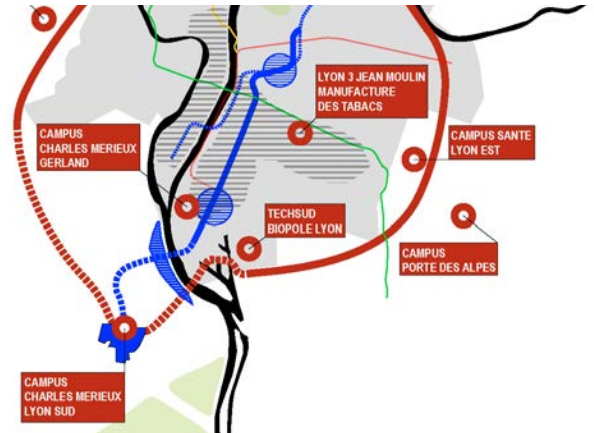 LYON 3 JEAN MOULIN
MANUFACTURE
DES TABACS
CAMPUS
CHARLES MERIEUX
GERLAND
CAMPUS SANTE
LYON EST
TECHSUD
BIOPOLE LYON
CAMPUS
PORTE DES ALPES
CAMPUS
CHARLES MERIEUX
LYON SUD